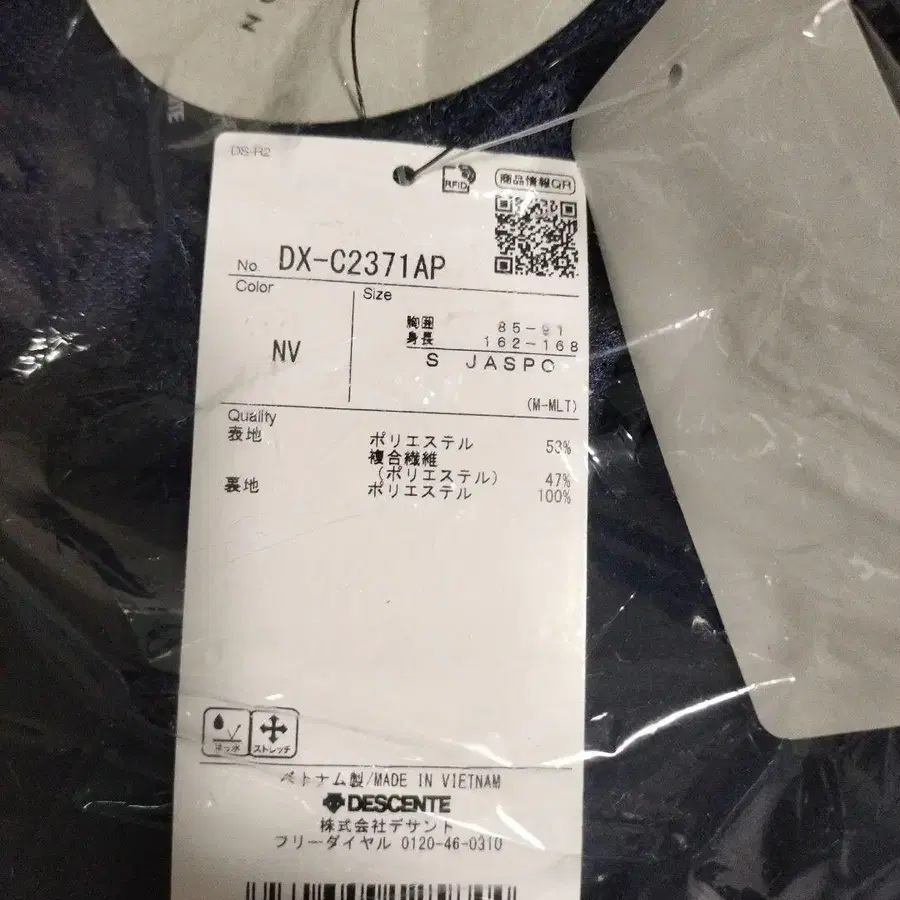 N
DS-R2
RFID
商品情報QR
No. DX-C2371AP
Color
Size
胸囲 85-91
身長 162-168
NV
S JASPO
(M-MLT)
Quality
表地 ポリエステル 53%
複合繊維
(ポリエステル) 47%
裏地 ポリエステル 100%
はっ水
ストレッチ
ベトナム製/MADE IN VIETNAM
DESCENTE
株式会社デサント
フリーダイヤル 0120-46-0310